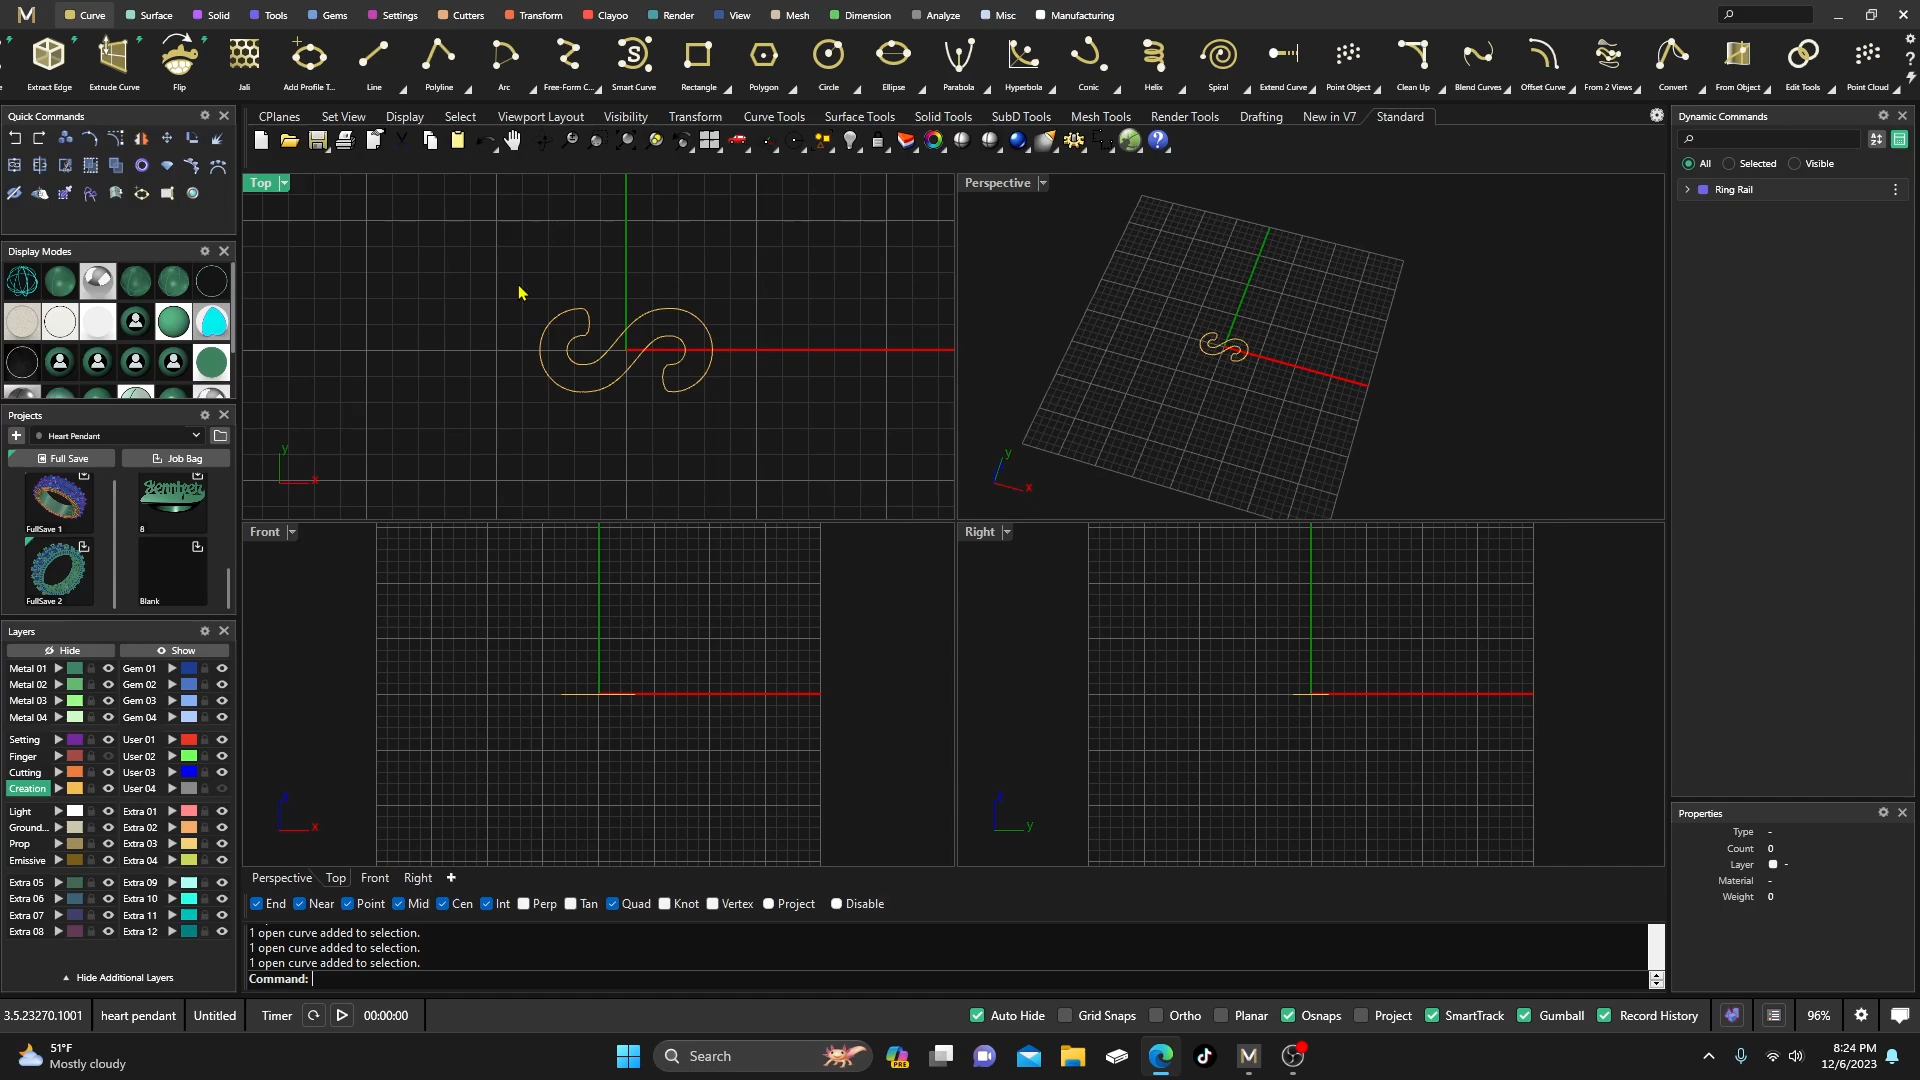 Curve Surface Solid Tools Gems Settings Cutters Transform Clayoo Render View Mesh Dimension Analyze Misc Manufacturing
Extract Edge Extrude Curve Flip Jali Add Profile T... Line Polyline Arc Free-Form C... Smart Curve Rectangle Polygon Circle Ellipse Parabola Hyperbola Conic Helix Spiral Extend Curve Point Object Clean Up Blend Curves Offset Curve From 2 Views Convert From Object Edit Tools Point Cloud
Quick Commands
CPlanes Set View Display Select Viewport Layout Visibility Transform Curve Tools Surface Tools Solid Tools SubD Tools Mesh Tools Render Tools Drafting New in V7 Standard
Dynamic Commands
All Selected Visible
Ring Rail
Top
Perspective
Display Modes
Projects
Heart Pendant
Full Save Job Bag
FullSave 1 8
FullSave 2 Blank
y
x
y
x
Front
Right
Layers
Hide Show
Metal 01 Gem 01
Metal 02 Gem 02
Metal 03 Gem 03
Metal 04 Gem 04
Setting User 01
Finger User 02
Cutting User 03
Creation User 04
Light Extra 01
Ground... Extra 02
Prop Extra 03
Emissive Extra 04
Extra 05 Extra 09
Extra 06 Extra 10
Extra 07 Extra 11
Extra 08 Extra 12
Hide Additional Layers
z
x
z
y
Properties
Type -
Count 0
Layer -
Material -
Weight 0
Perspective Top Front Right
End Near Point Mid Cen Int Perp Tan Quad Knot Vertex Project Disable
1 open curve added to selection.
1 open curve added to selection.
1 open curve added to selection.
Command:
3.5.23270.1001 heart pendant Untitled Timer 00:00:00 Auto Hide Grid Snaps Ortho Planar Osnaps Project SmartTrack Gumball Record History 96%
51°F
Mostly cloudy
Search
PRE
8:24 PM
12/6/2023